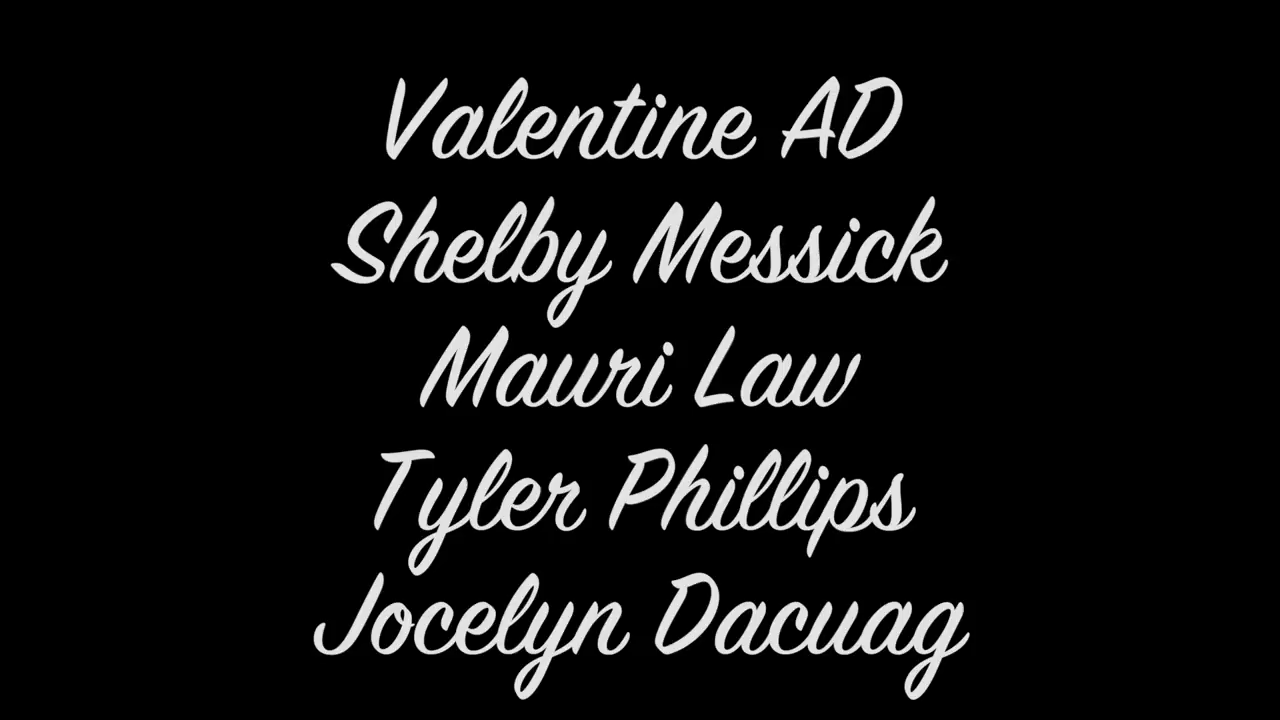 Valentine AD
Shelby Messick
Mauri Law
Tyler Phillips
Jocelyn Dacuag